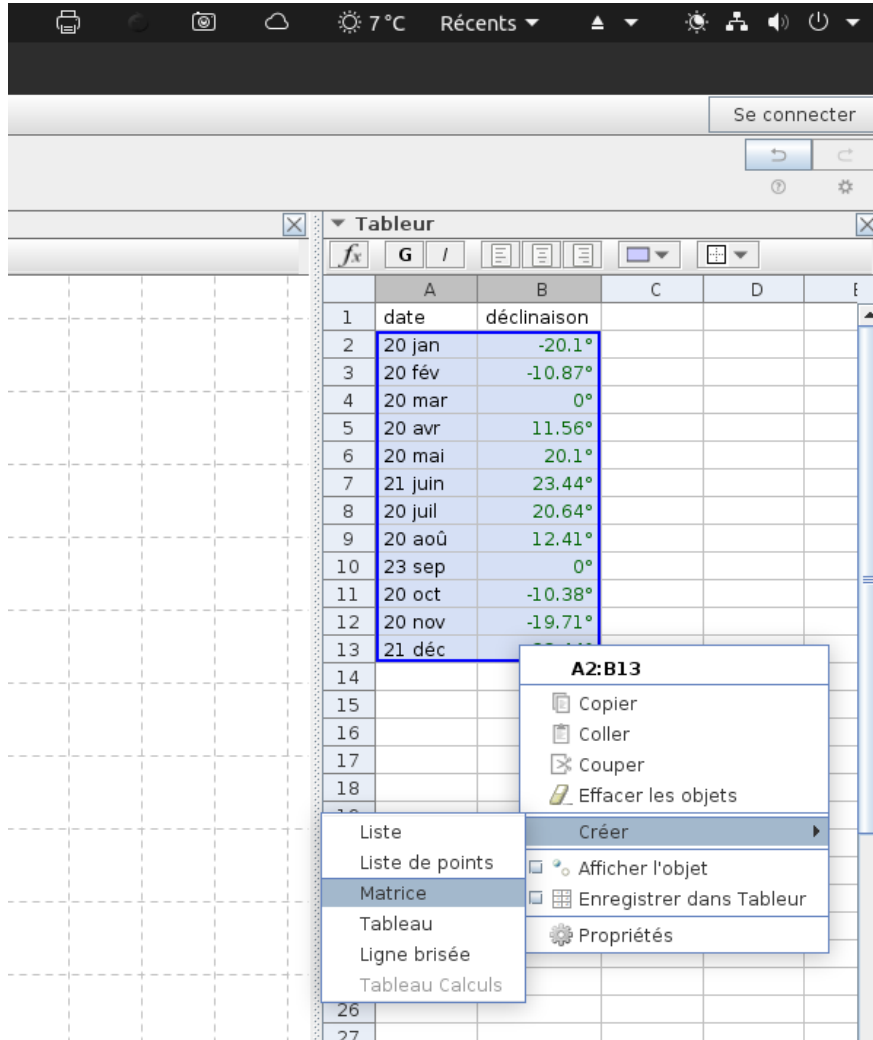 7 °C Récents
Se connecter
Tableur
fx G I
A B C D E
1 date déclinaison
2 20 jan -20.1°
3 20 fév -10.87°
4 20 mar 0°
5 20 avr 11.56°
6 20 mai 20.1°
7 21 juin 23.44°
8 20 juil 20.64°
9 20 aoû 12.41°
10 23 sep 0°
11 20 oct -10.38°
12 20 nov -19.71°
13 21 déc
14
15
16
17
18
A2:B13
Copier
Coller
Couper
Effacer les objets
Créer
Afficher l'objet
Enregistrer dans Tableur
Propriétés
Liste
Liste de points
Matrice
Tableau
Ligne brisée
Tableau Calculs
26
27